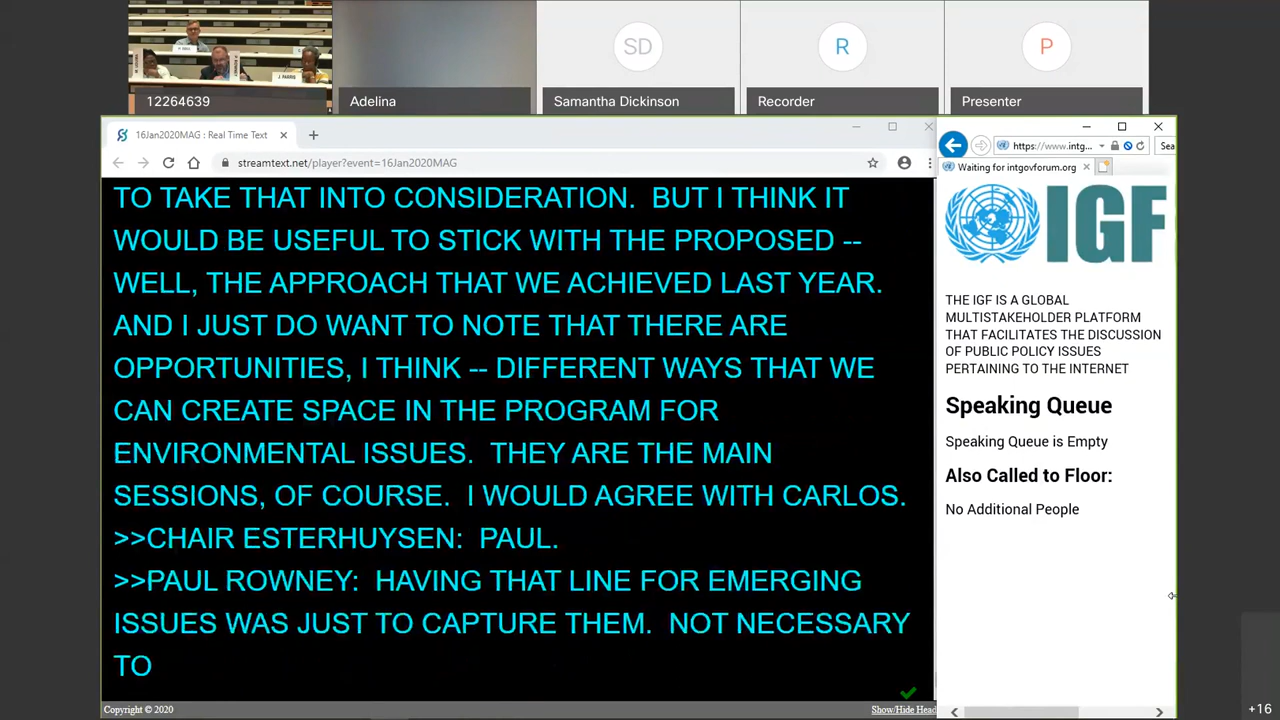 SD
R
P
12264639
Adelina
Samantha Dickinson
Recorder
Presenter
16Jan2020MAG : Real Time Text
streamtext.net/player?event=16Jan2020MAG
TO TAKE THAT INTO CONSIDERATION.  BUT I THINK IT
WOULD BE USEFUL TO STICK WITH THE PROPOSED --
WELL, THE APPROACH THAT WE ACHIEVED LAST YEAR.
AND I JUST DO WANT TO NOTE THAT THERE ARE
OPPORTUNITIES, I THINK -- DIFFERENT WAYS THAT WE
CAN CREATE SPACE IN THE PROGRAM FOR
ENVIRONMENTAL ISSUES.  THEY ARE THE MAIN
SESSIONS, OF COURSE.  I WOULD AGREE WITH CARLOS.
>>CHAIR ESTERHUYSEN:  PAUL.
>>PAUL ROWNEY:  HAVING THAT LINE FOR EMERGING
ISSUES WAS JUST TO CAPTURE THEM.  NOT NECESSARY
TO
Copyright © 2020
Show/Hide Head
https://www.intg...
Sea
Waiting for intgovforum.org
IGF
THE IGF IS A GLOBAL
MULTISTAKEHOLDER PLATFORM
THAT FACILITATES THE DISCUSSION
OF PUBLIC POLICY ISSUES
PERTAINING TO THE INTERNET
Speaking Queue
Speaking Queue is Empty
Also Called to Floor:
No Additional People
+16